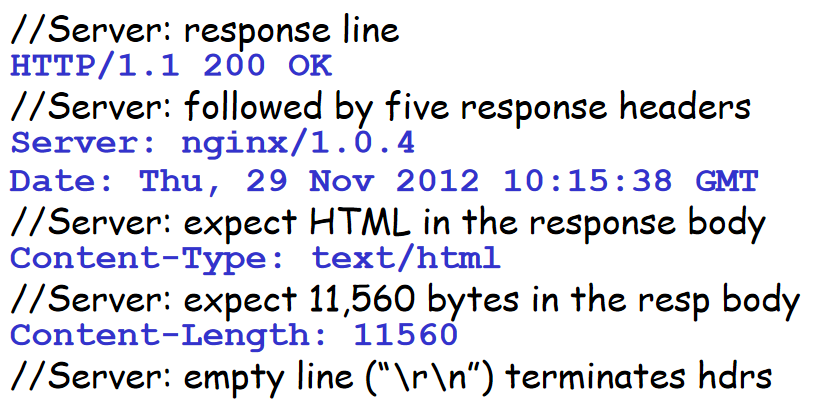 //Server: response line
HTTP/1.1 200 OK
//Server: followed by five response headers
Server: nginx/1.0.4
Date: Thu, 29 Nov 2012 10:15:38 GMT
//Server: expect HTML in the response body
Content-Type: text/html
//Server: expect 11,560 bytes in the resp body
Content-Length: 11560
//Server: empty line (“\r\n”) terminates hdrs